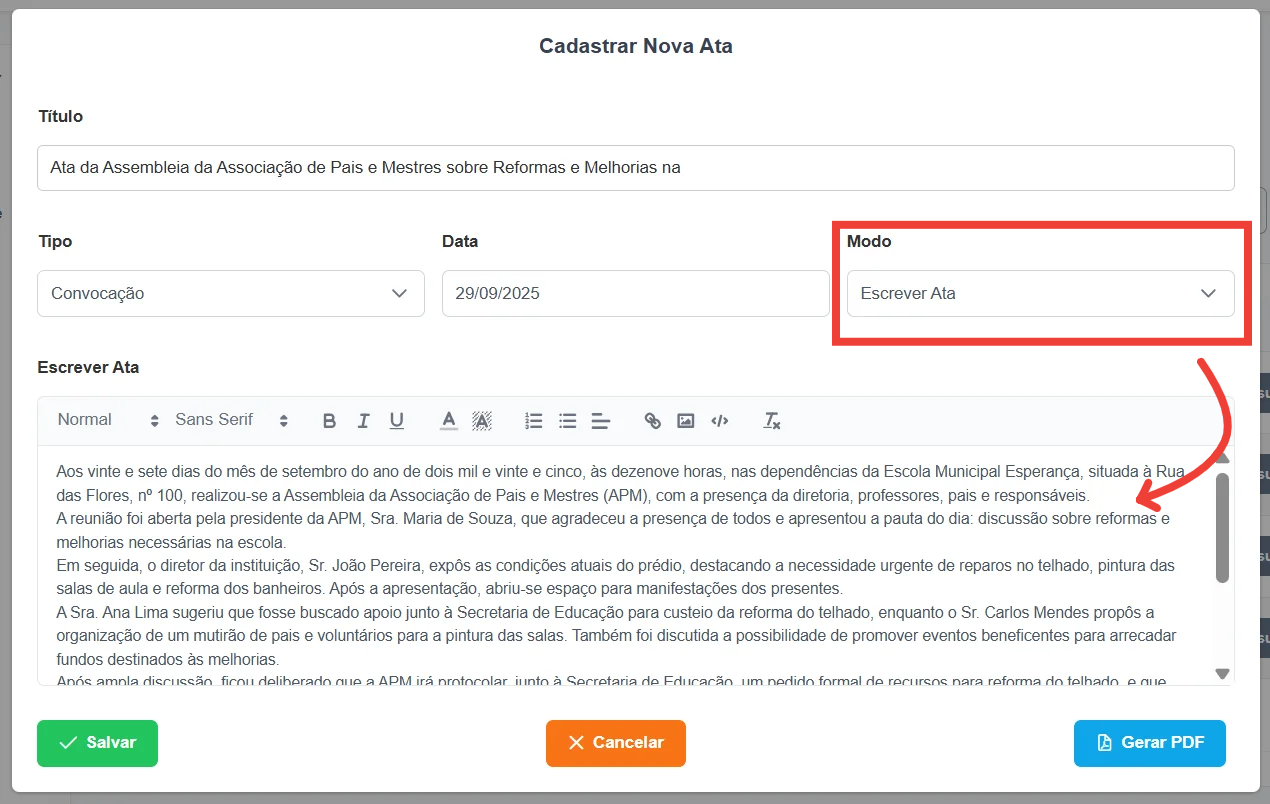 Cadastrar Nova Ata
Título
Ata da Assembleia da Associação de Pais e Mestres sobre Reformas e Melhorias na
Tipo
Data
Modo
Convocação
29/09/2025
Escrever Ata
Escrever Ata
Normal
Sans Serif
Aos vinte e sete dias do mês de setembro do ano de dois mil e vinte e cinco, às dezenove horas, nas dependências da Escola Municipal Esperança, situada à Rua
das Flores, nº 100, realizou-se a Assembleia da Associação de Pais e Mestres (APM), com a presença da diretoria, professores, pais e responsáveis.
A reunião foi aberta pela presidente da APM, Sra. Maria de Souza, que agradeceu a presença de todos e apresentou a pauta do dia: discussão sobre reformas e
melhorias necessárias na escola.
Em seguida, o diretor da instituição, Sr. João Pereira, expôs as condições atuais do prédio, destacando a necessidade urgente de reparos no telhado, pintura das
salas de aula e reforma dos banheiros. Após a apresentação, abriu-se espaço para manifestações dos presentes.
A Sra. Ana Lima sugeriu que fosse buscado apoio junto à Secretaria de Educação para custeio da reforma do telhado, enquanto o Sr. Carlos Mendes propôs a
organização de um mutirão de pais e voluntários para a pintura das salas. Também foi discutida a possibilidade de promover eventos beneficentes para arrecadar
fundos destinados às melhorias.
Após ampla discussão, ficou deliberado que a APM irá protocolar, junto à Secretaria de Educação, um pedido formal de recursos para reforma do telhado, e que
Salvar
Cancelar
Gerar PDF